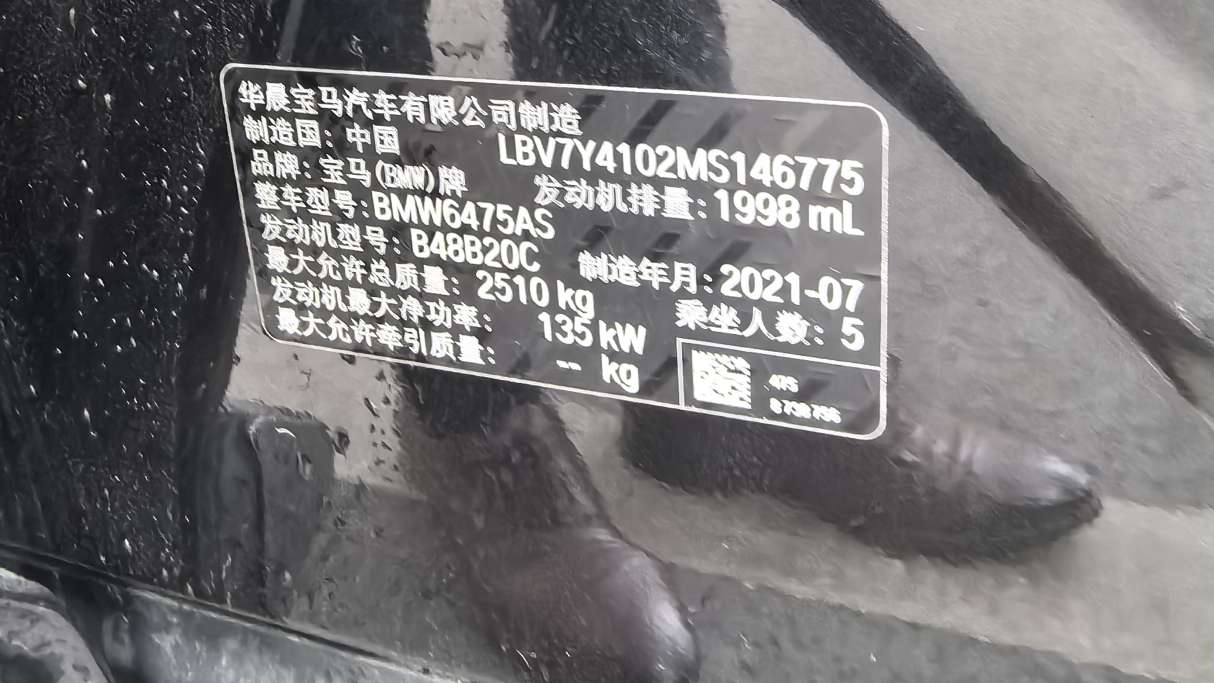 华晨宝马汽车有限公司制造
制造国: 中国
LBV7Y4102MS146775
品牌: 宝马(BMW)牌
发动机排量: 1998 mL
整车型号: BMW6475AS
发动机型号: B48B20C
制造年月: 2021-07
最大允许总质量: 2510 kg
乘坐人数: 5
发动机最大净功率: 135 kW
最大允许牵引质量: -- kg
475
8738756